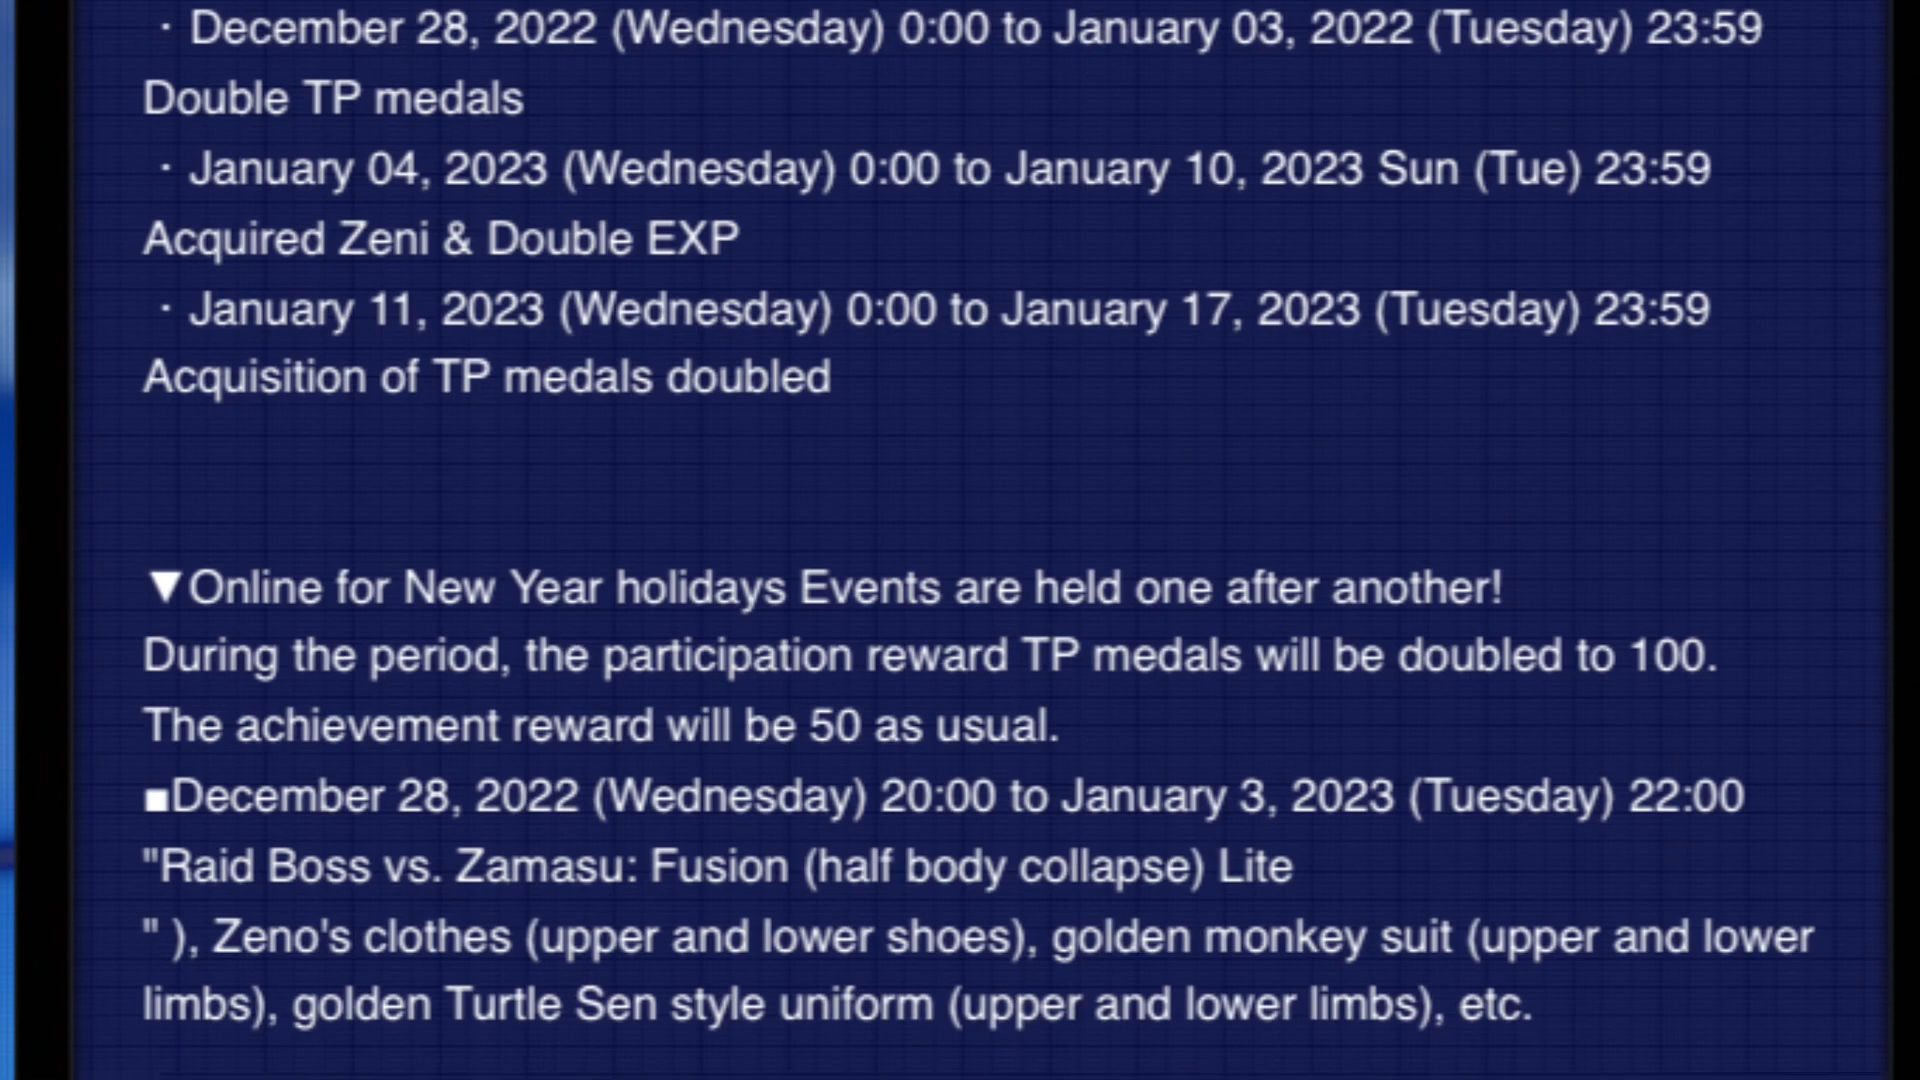 · December 28, 2022 (Wednesday) 0:00 to January 03, 2022 (Tuesday) 23:59
Double TP medals
· January 04, 2023 (Wednesday) 0:00 to January 10, 2023 Sun (Tue) 23:59
Acquired Zeni & Double EXP
· January 11, 2023 (Wednesday) 0:00 to January 17, 2023 (Tuesday) 23:59
Acquisition of TP medals doubled
▼Online for New Year holidays Events are held one after another!
During the period, the participation reward TP medals will be doubled to 100.
The achievement reward will be 50 as usual.
■December 28, 2022 (Wednesday) 20:00 to January 3, 2023 (Tuesday) 22:00
"Raid Boss vs. Zamasu: Fusion (half body collapse) Lite
" ), Zeno's clothes (upper and lower shoes), golden monkey suit (upper and lower
limbs), golden Turtle Sen style uniform (upper and lower limbs), etc.